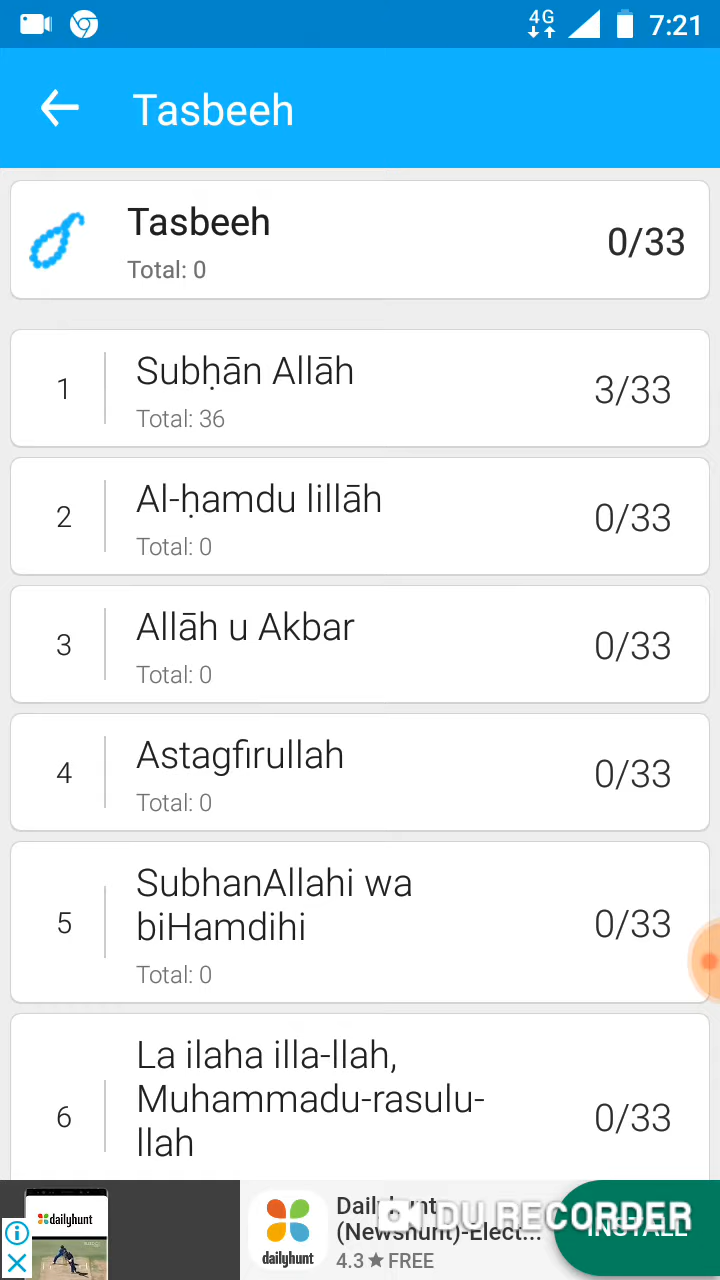 4G 7:21
Tasbeeh
Tasbeeh
0/33
Total: 0
1
Subḥān Allāh
3/33
Total: 36
2
Al-ḥamdu lillāh
0/33
Total: 0
3
Allāh u Akbar
0/33
Total: 0
4
Astagfirullah
0/33
Total: 0
5
SubhanAllahi wa
biHamdihi
0/33
Total: 0
6
La ilaha illa-llah,
Muhammadu-rasulu-
llah
0/33
dailyhunt
dailyhunt
Dailyhunt
(Newshunt)-Elect...
4.3 ★ FREE
INSTALL
DU RECORDER